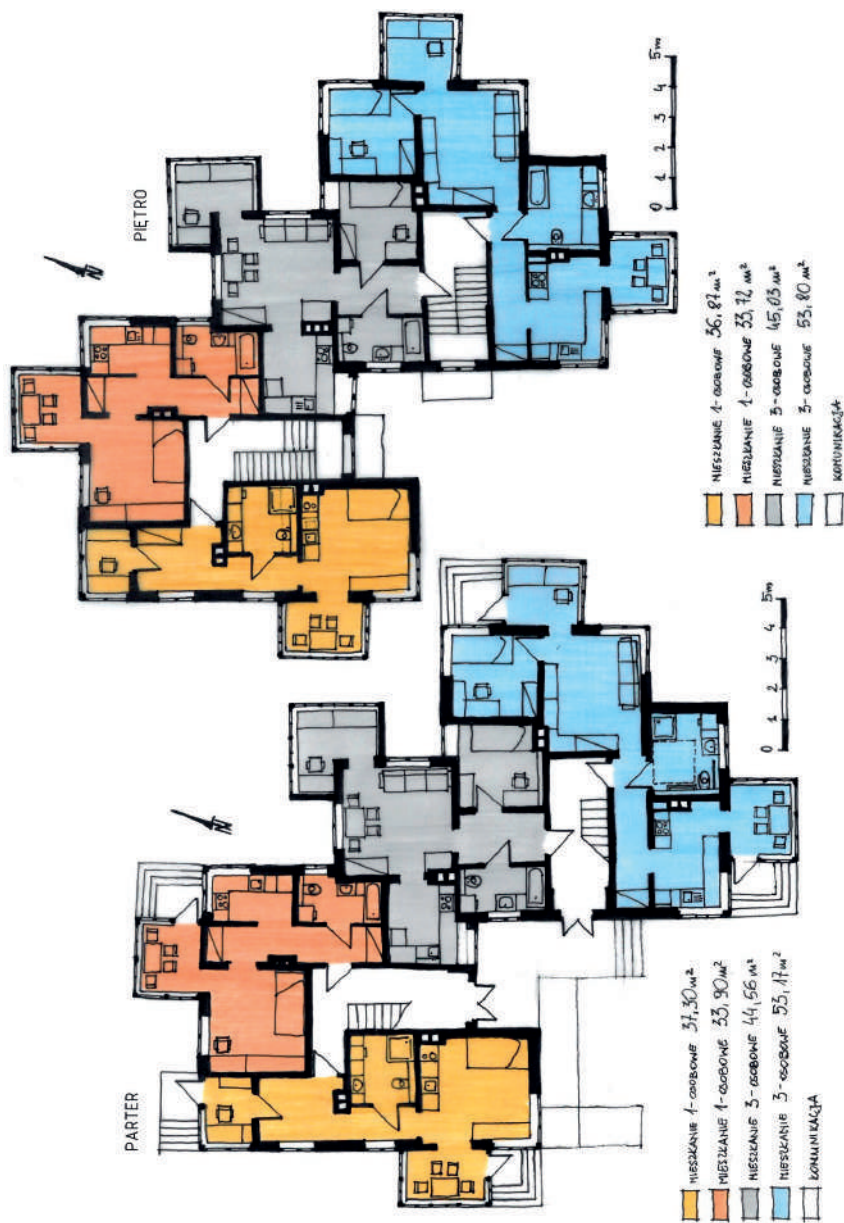 PIĘTRO
N
0 1 2 3 4 5m
MIESZKANIE 1-OSOBOWE 36,87 m²
MIESZKANIE 1-OSOBOWE 33,72 m²
MIESZKANIE 3-OSOBOWE 45,03 m²
MIESZKANIE 3-OSOBOWE 53,80 m²
KOMUNIKACJA
PARTER
N
0 1 2 3 4 5m
MIESZKANIE 1-OSOBOWE 37,30 m²
MIESZKANIE 1-OSOBOWE 33,90 m²
MIESZKANIE 3-OSOBOWE 44,56 m²
MIESZKANIE 3-OSOBOWE 53,17 m²
KOMUNIKACJA